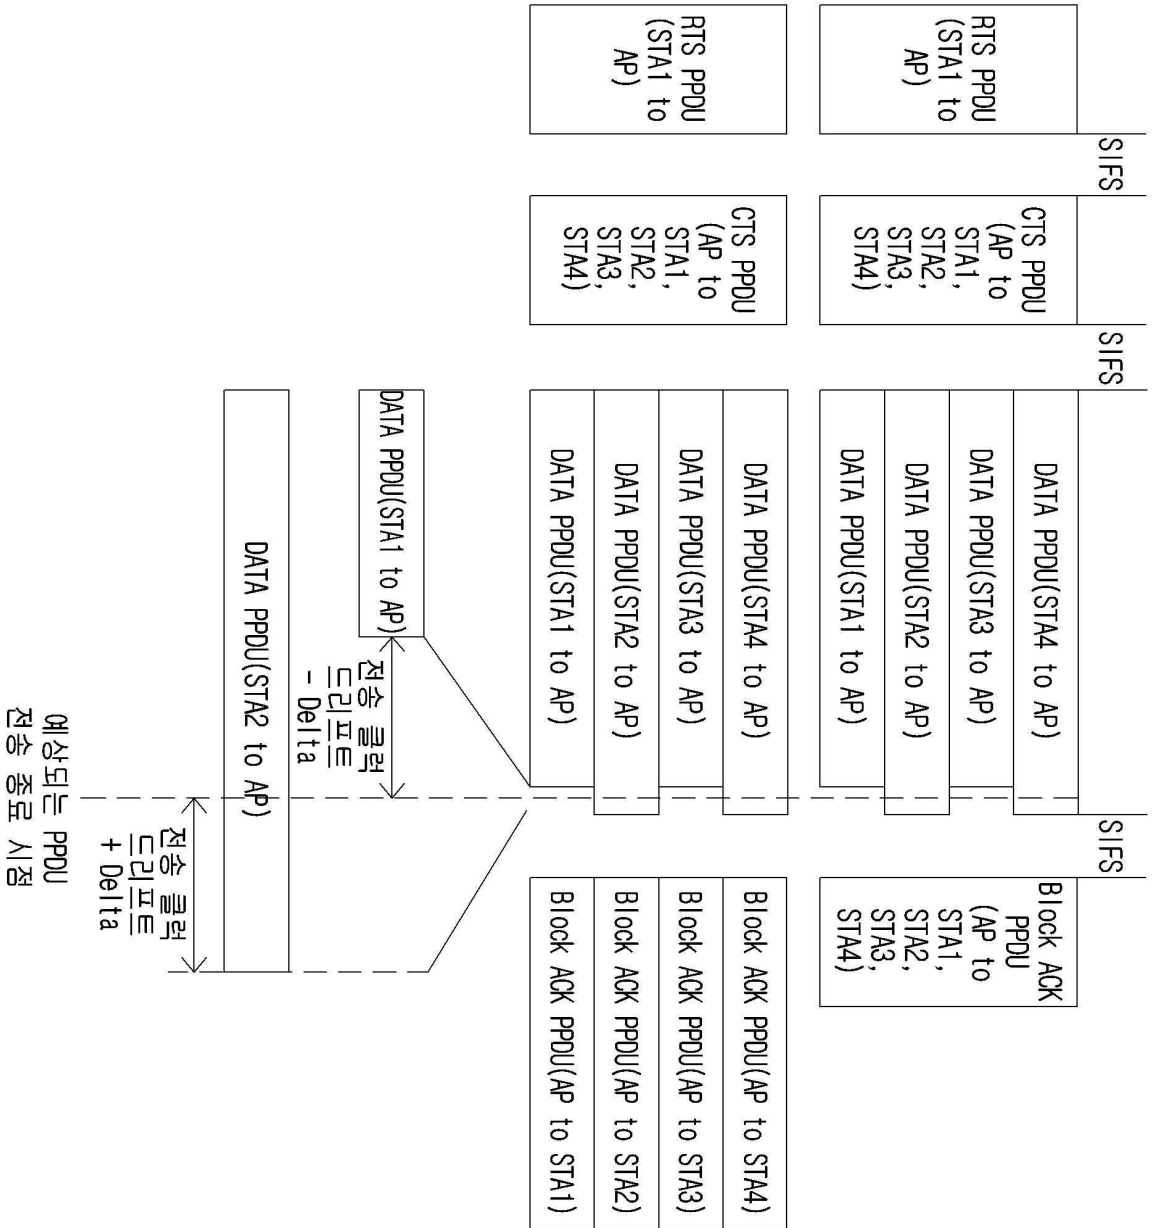 SIFS
SIFS
SIFS
RTS PPDU
(STA1 to
AP)
CTS PPDU
(AP to
STA1,
STA2,
STA3,
STA4)
DATA PPDU(STA4 to AP)
DATA PPDU(STA3 to AP)
DATA PPDU(STA2 to AP)
DATA PPDU(STA1 to AP)
Block ACK
PPDU
(AP to
STA1,
STA2,
STA3,
STA4)
RTS PPDU
(STA1 to
AP)
CTS PPDU
(AP to
STA1,
STA2,
STA3,
STA4)
DATA PPDU(STA4 to AP)
DATA PPDU(STA3 to AP)
DATA PPDU(STA2 to AP)
DATA PPDU(STA1 to AP)
Block ACK PPDU(AP to STA4)
Block ACK PPDU(AP to STA3)
Block ACK PPDU(AP to STA2)
Block ACK PPDU(AP to STA1)
DATA PPDU(STA1 to AP)
전송 클럭
드리프트
- Delta
DATA PPDU(STA2 to AP)
전송 클럭
드리프트
+ Delta
예상되는 PPDU
전송 종료 시점